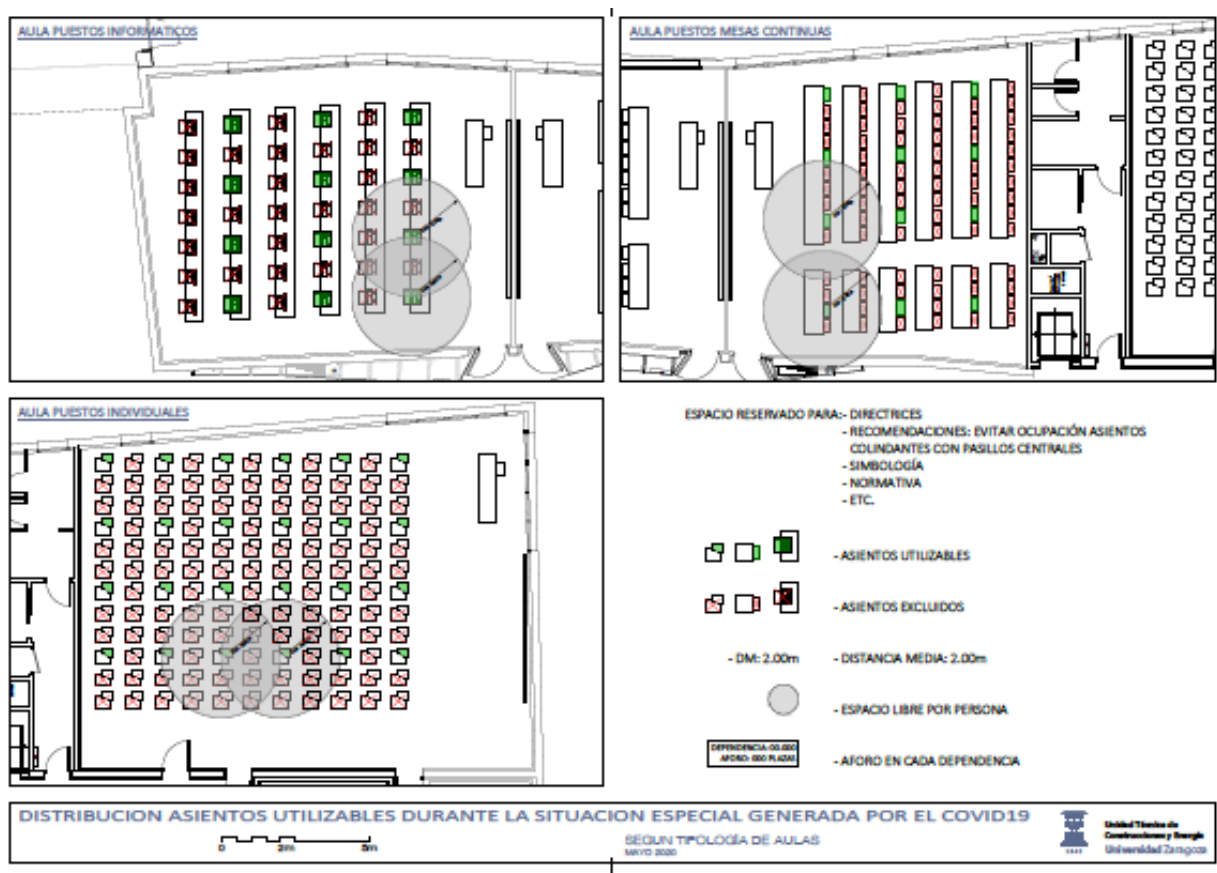 AULA PUESTOS INFORMATICOS
AULA PUESTOS MESAS CONTINUAS
AULA PUESTOS INDIVIDUALES
ESPACIO RESERVADO PARA:- DIRECTRICES
- RECOMENDACIONES: EVITAR OCUPACIÓN ASIENTOS
COLINDANTES CON PASILLOS CENTRALES
- SIMBOLOGÍA
- NORMATIVA
- ETC.
- ASIENTOS UTILIZABLES
- ASIENTOS EXCLUIDOS
- DM: 2.00m - DISTANCIA MEDIA: 2.00m
- ESPACIO LIBRE POR PERSONA
DEPENDENCIA: 00.000
AFORO: 000 PLAZAS
- AFORO EN CADA DEPENDENCIA
DISTRIBUCION ASIENTOS UTILIZABLES DURANTE LA SITUACION ESPECIAL GENERADA POR EL COVID19
0 2m 5m
SEGUN TIPOLOGÍA DE AULAS
MAYO 2020
1542
Unidad Técnica de
Construcciones y Energía
Universidad Zaragoza